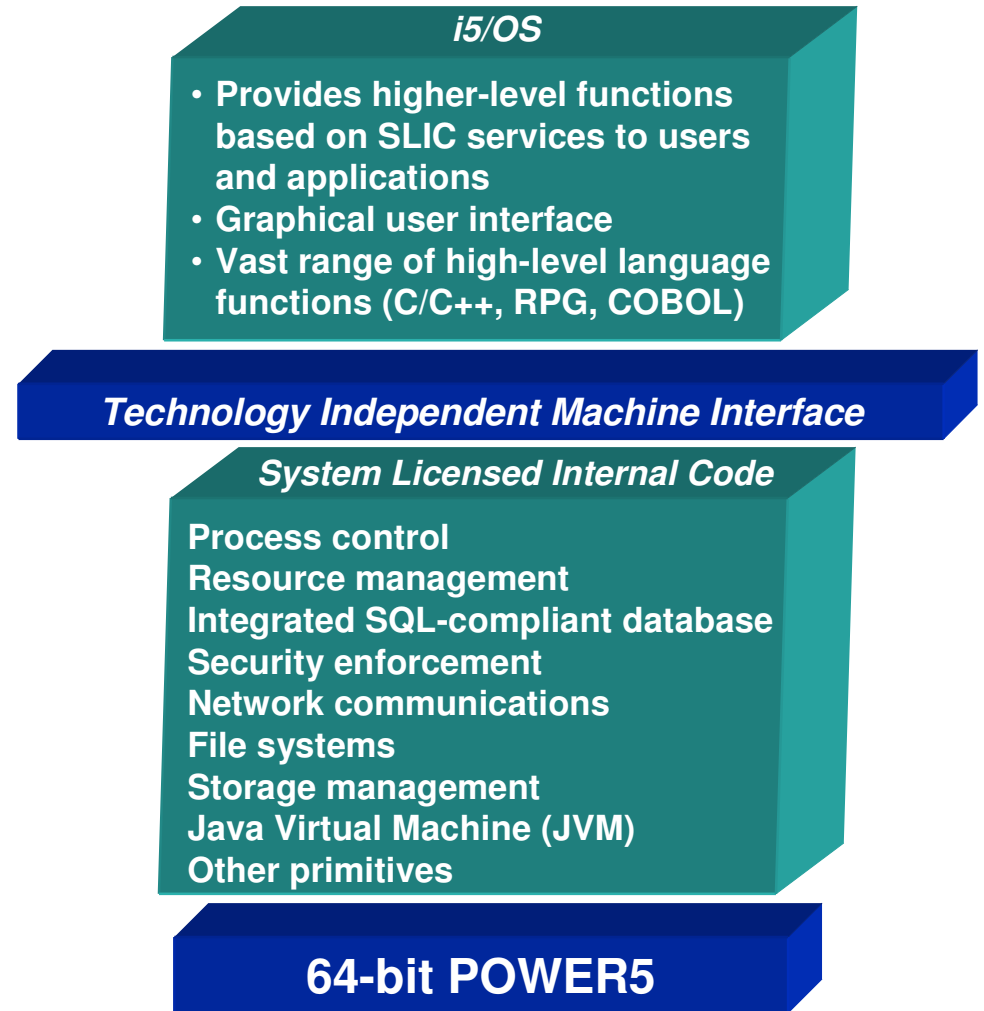 i5/OS
• Provides higher-level functions
based on SLIC services to users
and applications
• Graphical user interface
• Vast range of high-level language
functions (C/C++, RPG, COBOL)
Technology Independent Machine Interface
System Licensed Internal Code
Process control
Resource management
Integrated SQL-compliant database
Security enforcement
Network communications
File systems
Storage management
Java Virtual Machine (JVM)
Other primitives
64-bit POWER5